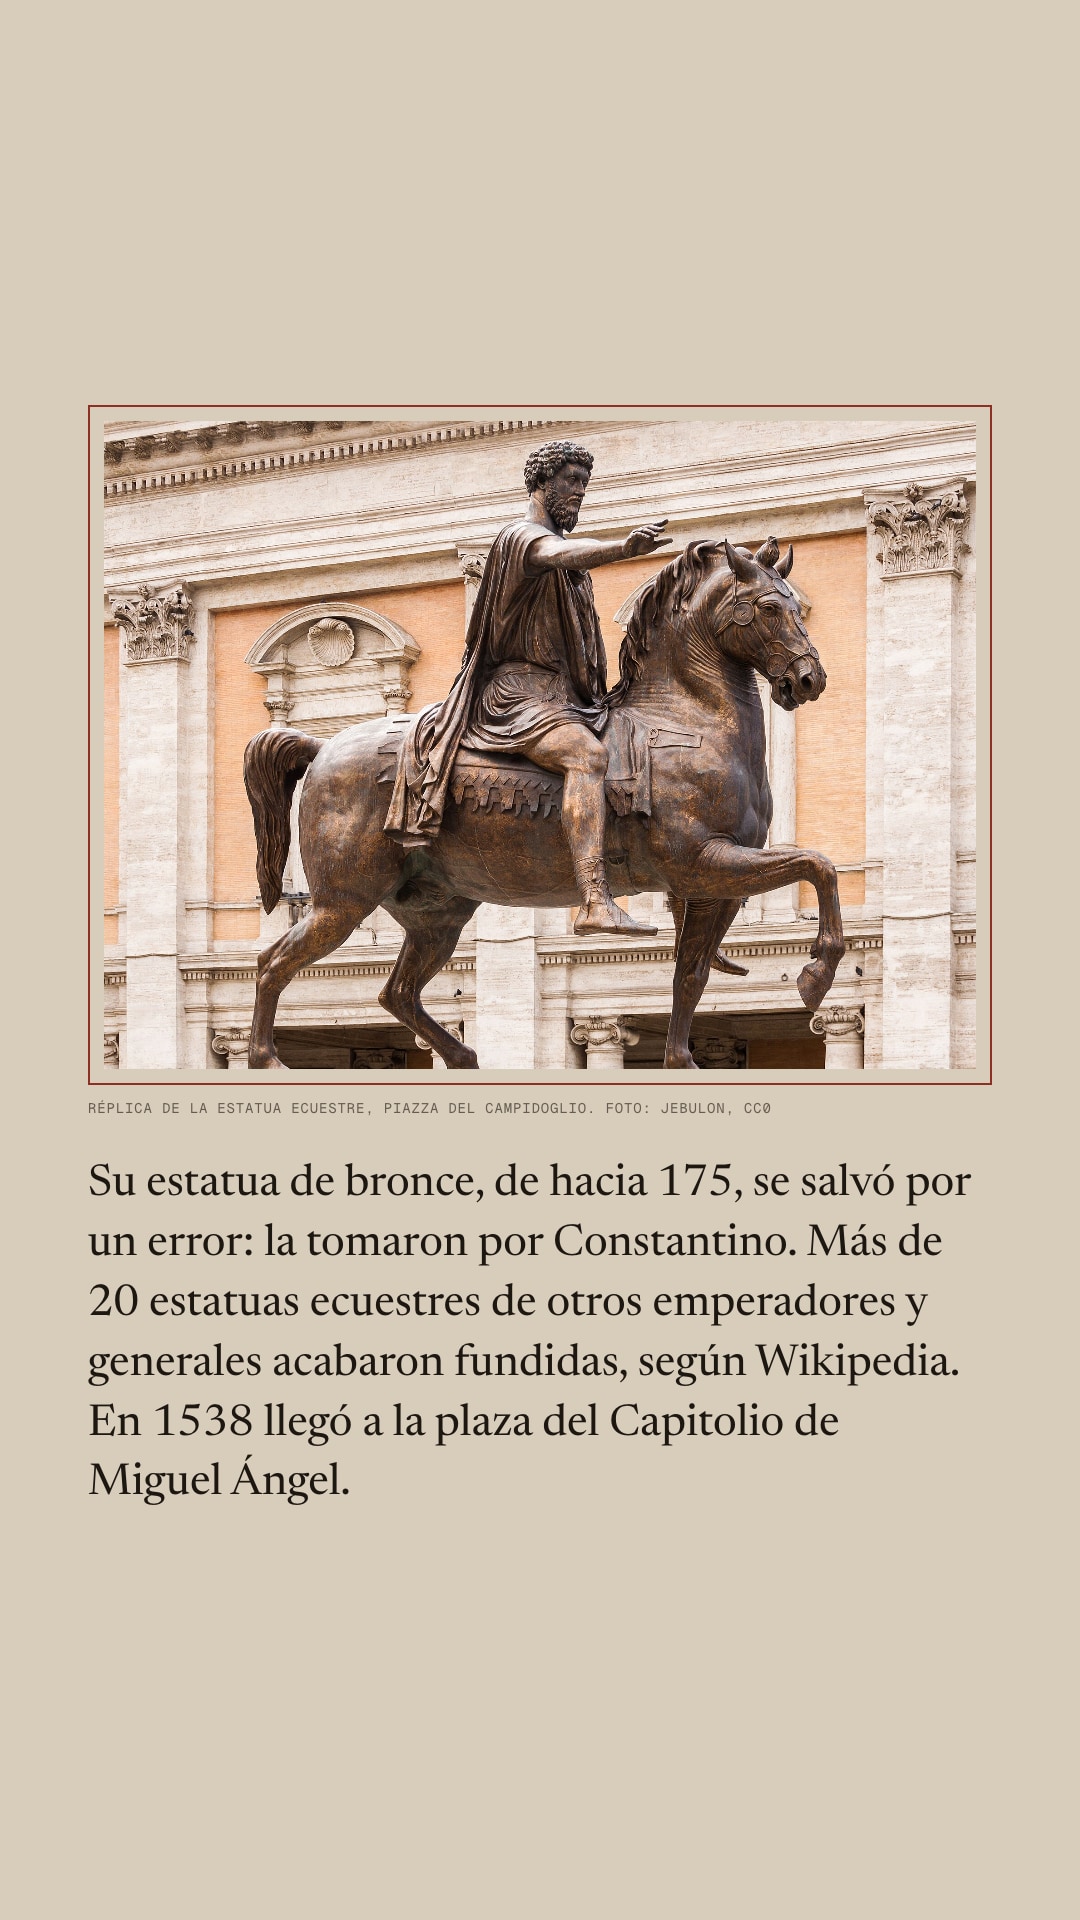 RÉPLICA DE LA ESTATUA ECUESTRE, PIAZZA DEL CAMPIDOGLIO. FOTO: JEBULON, CC0
Su estatua de bronce, de hacia 175, se salvó por
un error: la tomaron por Constantino. Más de
20 estatuas ecuestres de otros emperadores y
generales acabaron fundidas, según Wikipedia.
En 1538 llegó a la plaza del Capitolio de
Miguel Ángel.